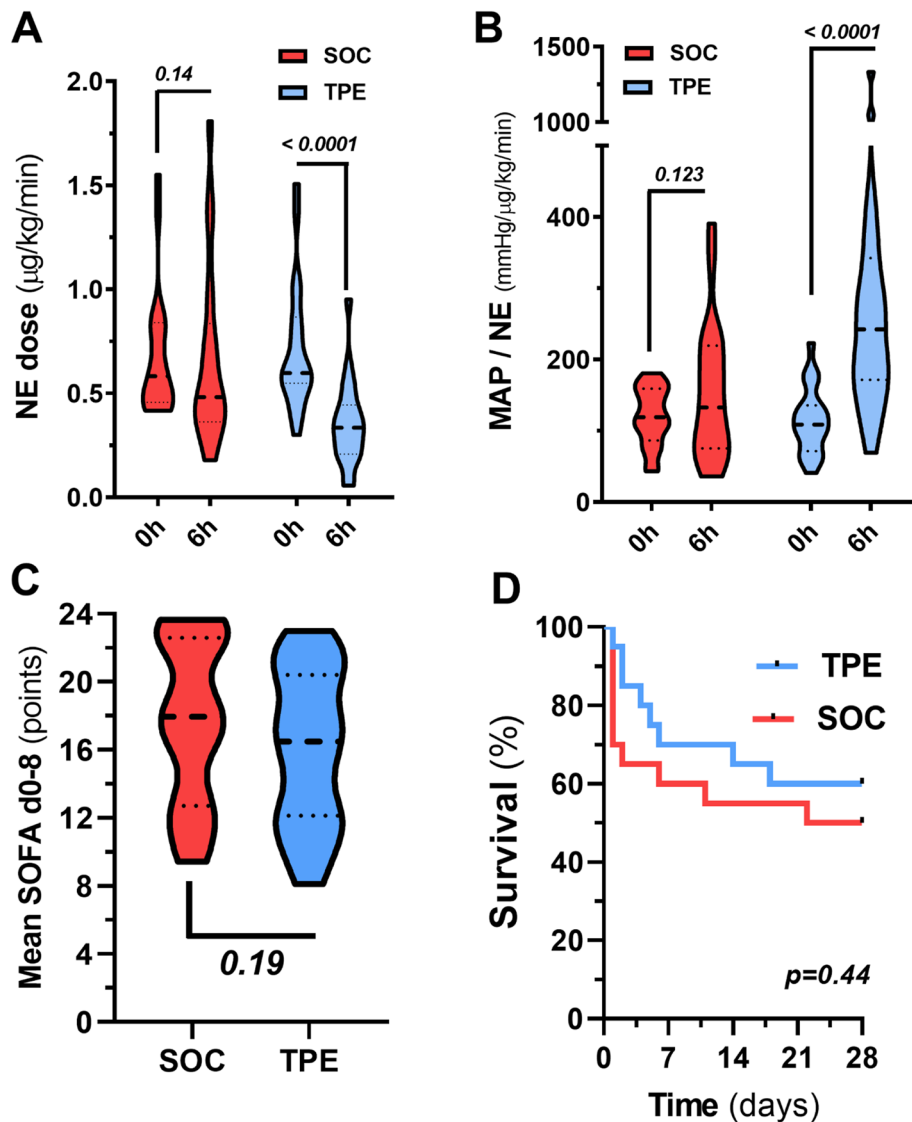 A
SOC
TPE
0.14
< 0.0001
2.0
1.5
1.0
0.5
0.0
NE dose (µg/kg/min)
0h
6h
0h
6h
B
SOC
TPE
< 0.0001
0.123
1500
1000
400
200
0
MAP / NE (mmHg/µg/kg/min)
0h
6h
0h
6h
C
24
20
16
12
8
4
0
Mean SOFA d0-8 (points)
0.19
SOC
TPE
D
100
80
60
40
20
0
Survival (%)
TPE
SOC
p=0.44
0
7
14
21
28
Time (days)